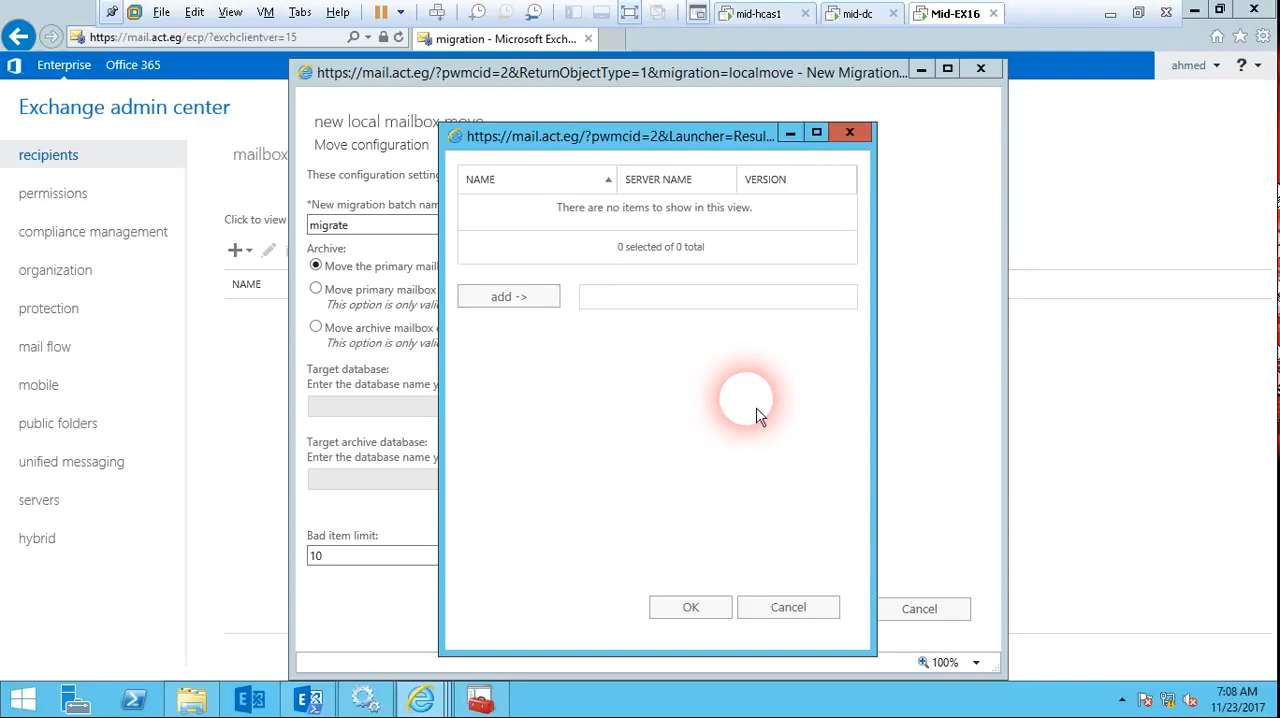 File Edit View VM Tabs Help mid-hcas1 mid-dc Mid-EX16
https://mail.act.eg/ecp/?exchclientver=15 migration - Microsoft Exch...
Enterprise Office 365 ahmed ?
Exchange admin center
recipients
permissions
compliance management
organization
protection
mail flow
mobile
public folders
unified messaging
servers
hybrid
mailbox
Click to view
NAME
https://mail.act.eg/?pwmcid=2&ReturnObjectType=1&migration=localmove - New Migration...
new local mailbox move
Move configuration
These configuration setting
*New migration batch nam
migrate
Archive:
Move the primary mail
Move primary mailbox
This option is only vali
Move archive mailbox
This option is only vali
Target database:
Enter the database name y
Target archive database:
Enter the database name y
Bad item limit:
10
Cancel
100%
https://mail.act.eg/?pwmcid=2&Launcher=Resul...
NAME SERVER NAME VERSION
There are no items to show in this view.
0 selected of 0 total
add ->
OK Cancel
7:08 AM
11/23/2017